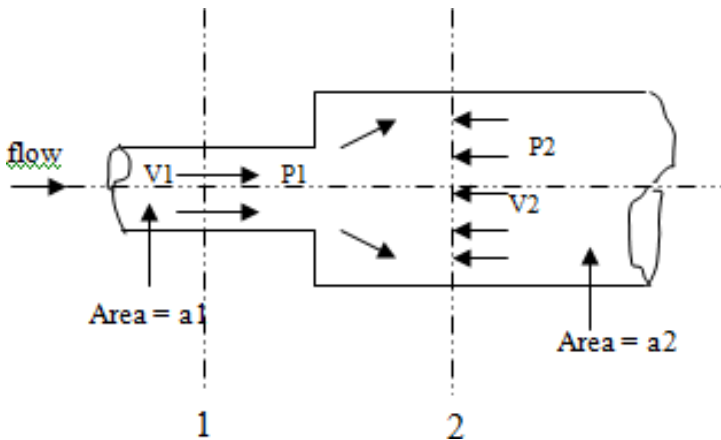 flow
V1
P1
P2
V2
Area = a1
Area = a2
1
2